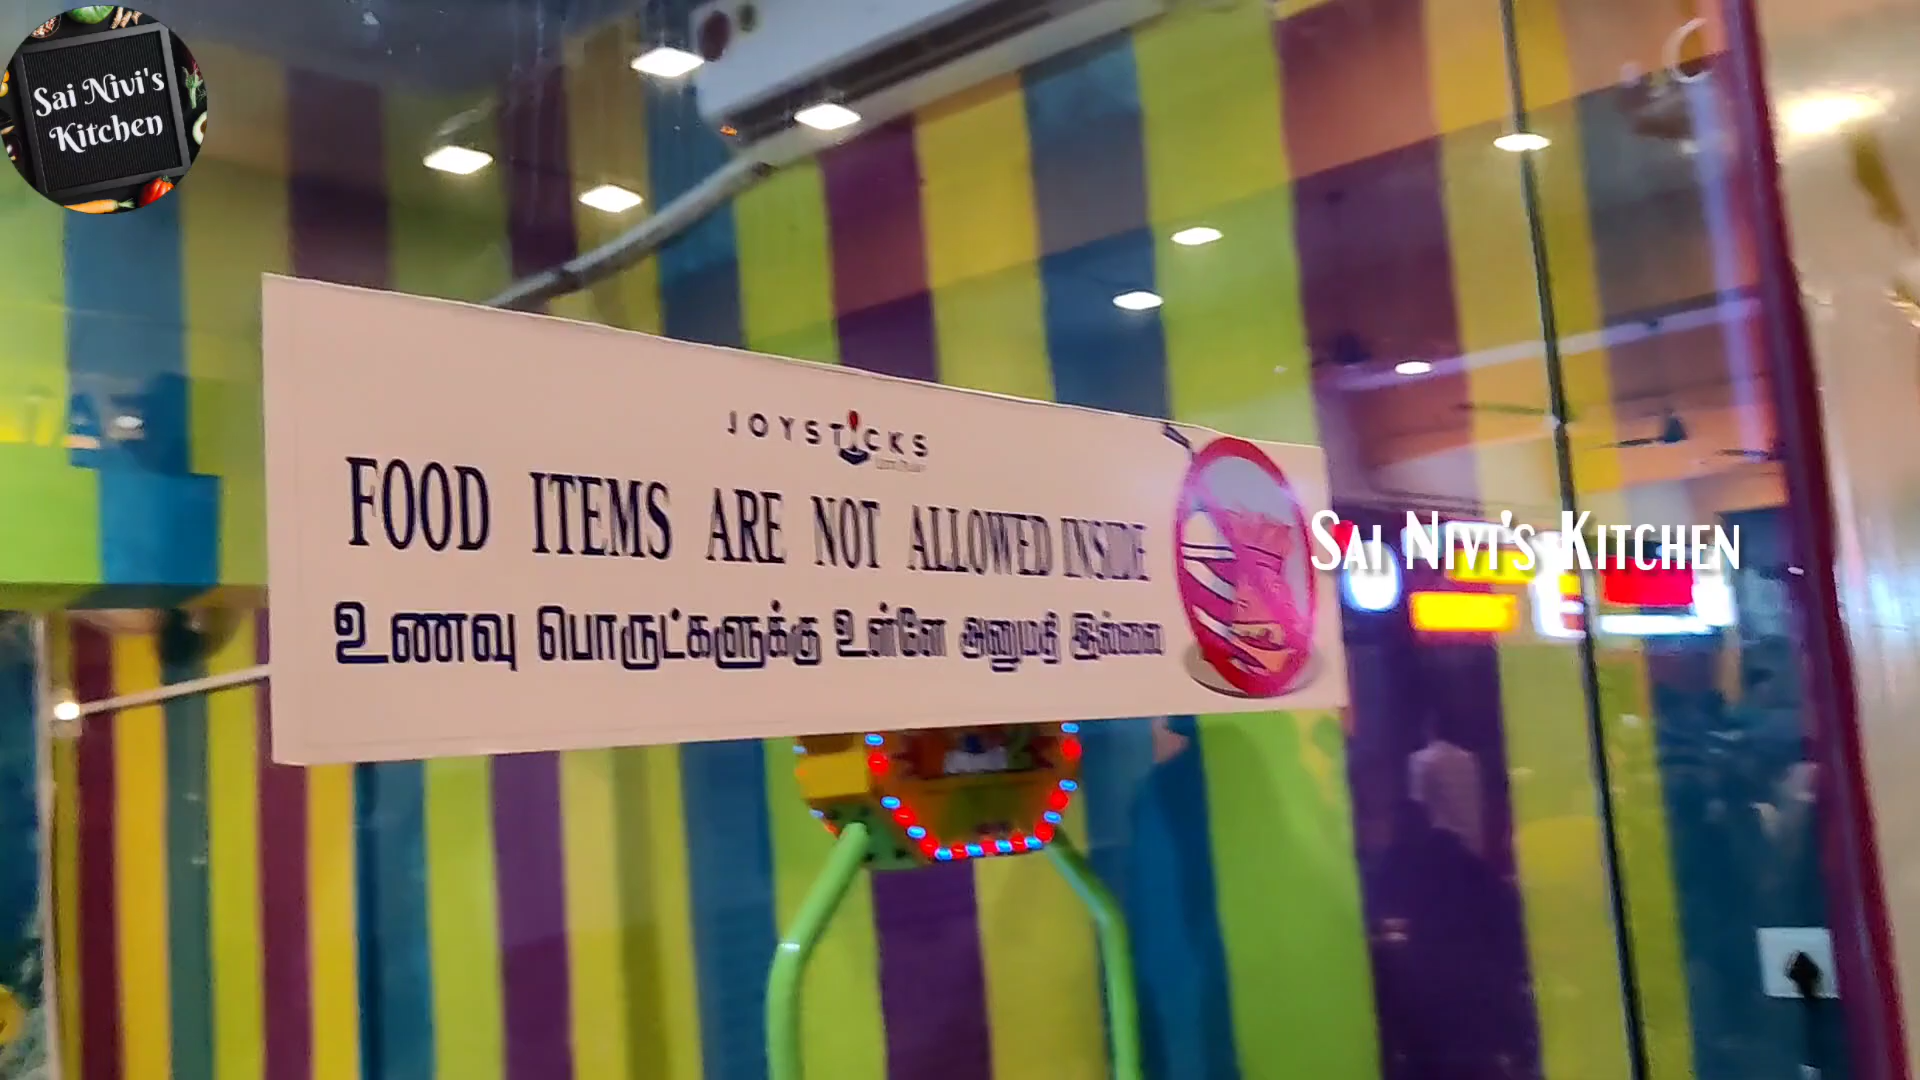 Sai Nivi's
Kitchen
JOYSTICKS
FOOD ITEMS ARE NOT ALLOWED INSIDE
உணவு பொருட்களுக்கு உள்ளே அனுமதி இல்லை
SAI NIVI'S KITCHEN